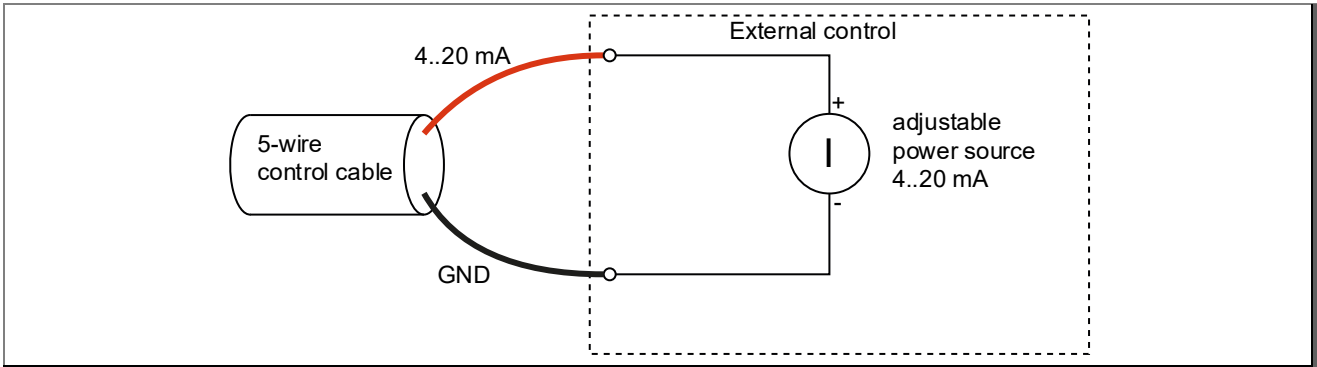 External control
4..20 mA
+
5-wire
control cable
I
adjustable
power source
4..20 mA
-
GND